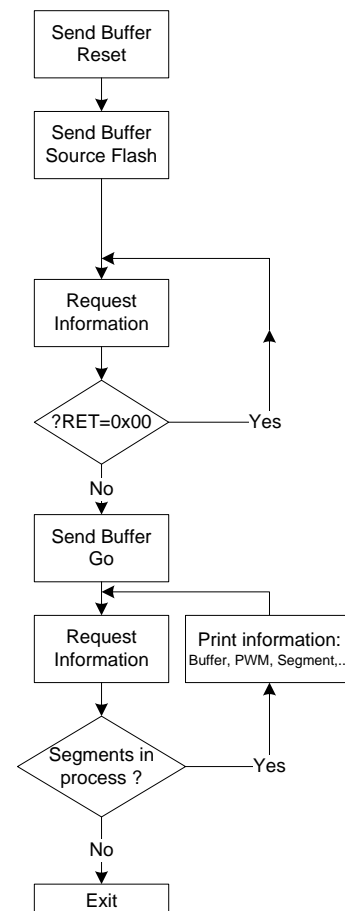 Send Buffer
Reset
Send Buffer
Source Flash
Request
Information
?RET=0x00
Yes
No
Send Buffer
Go
Request
Information
Print information:
Buffer, PWM, Segment,..
Segments in
process ?
Yes
No
Exit